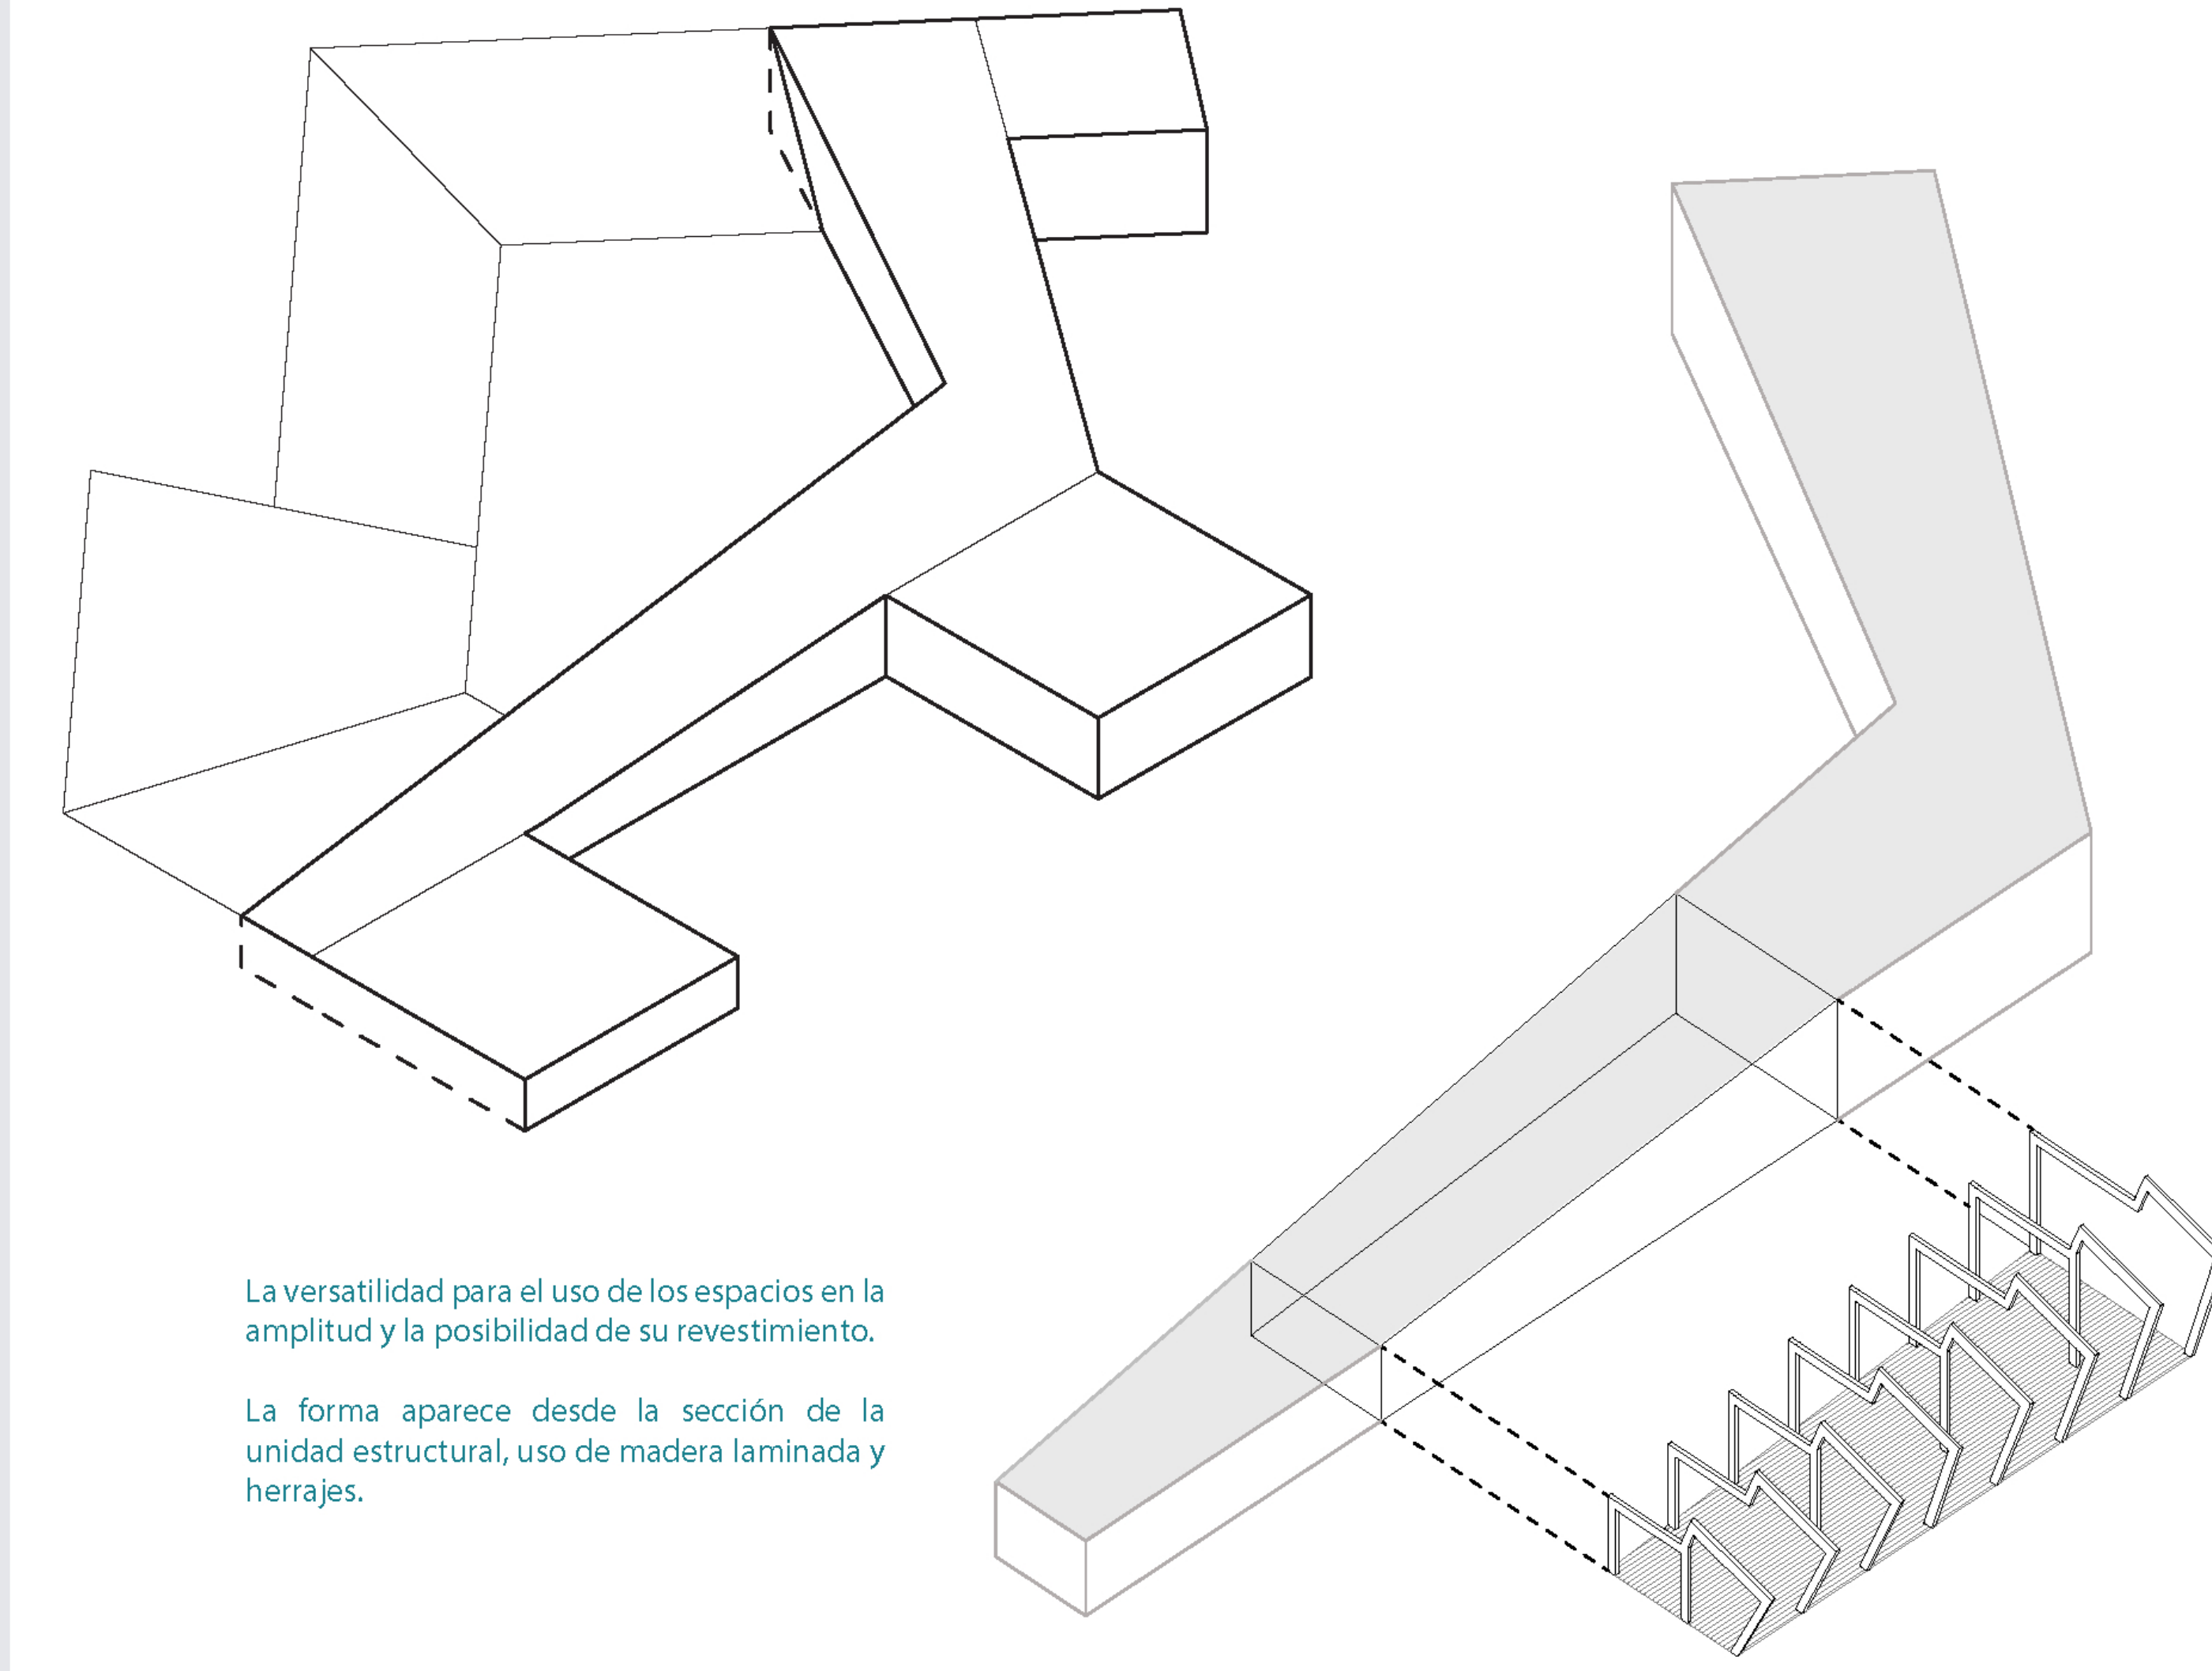 La versatilidad para el uso de los espacios en la
amplitud y la posibilidad de su revestimiento.
La forma aparece desde la sección de la
unidad estructural, uso de madera laminada y
herrajes.